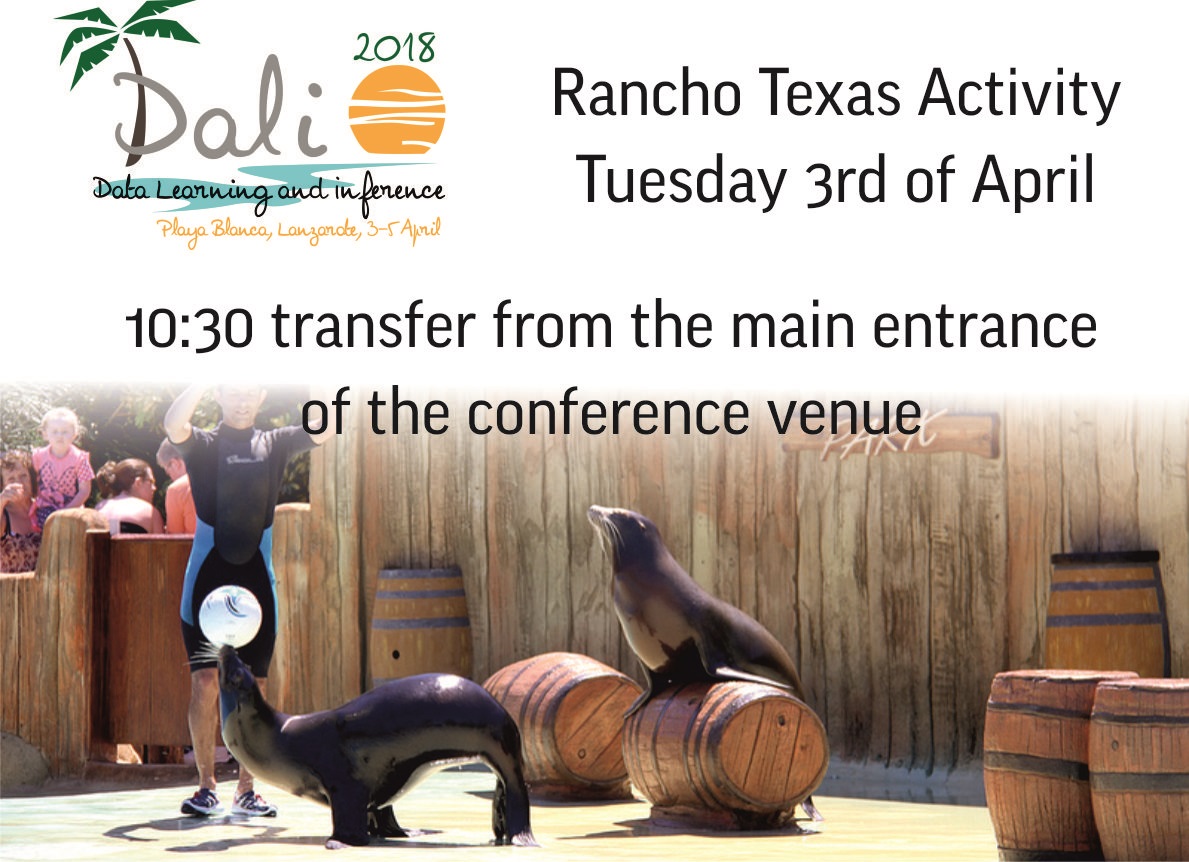 2018
Dali
Data Learning and inference
Playa Blanca, Lanzarote, 3-5 April
Rancho Texas Activity
Tuesday 3rd of April
10:30 transfer from the main entrance
of the conference venue
PARK